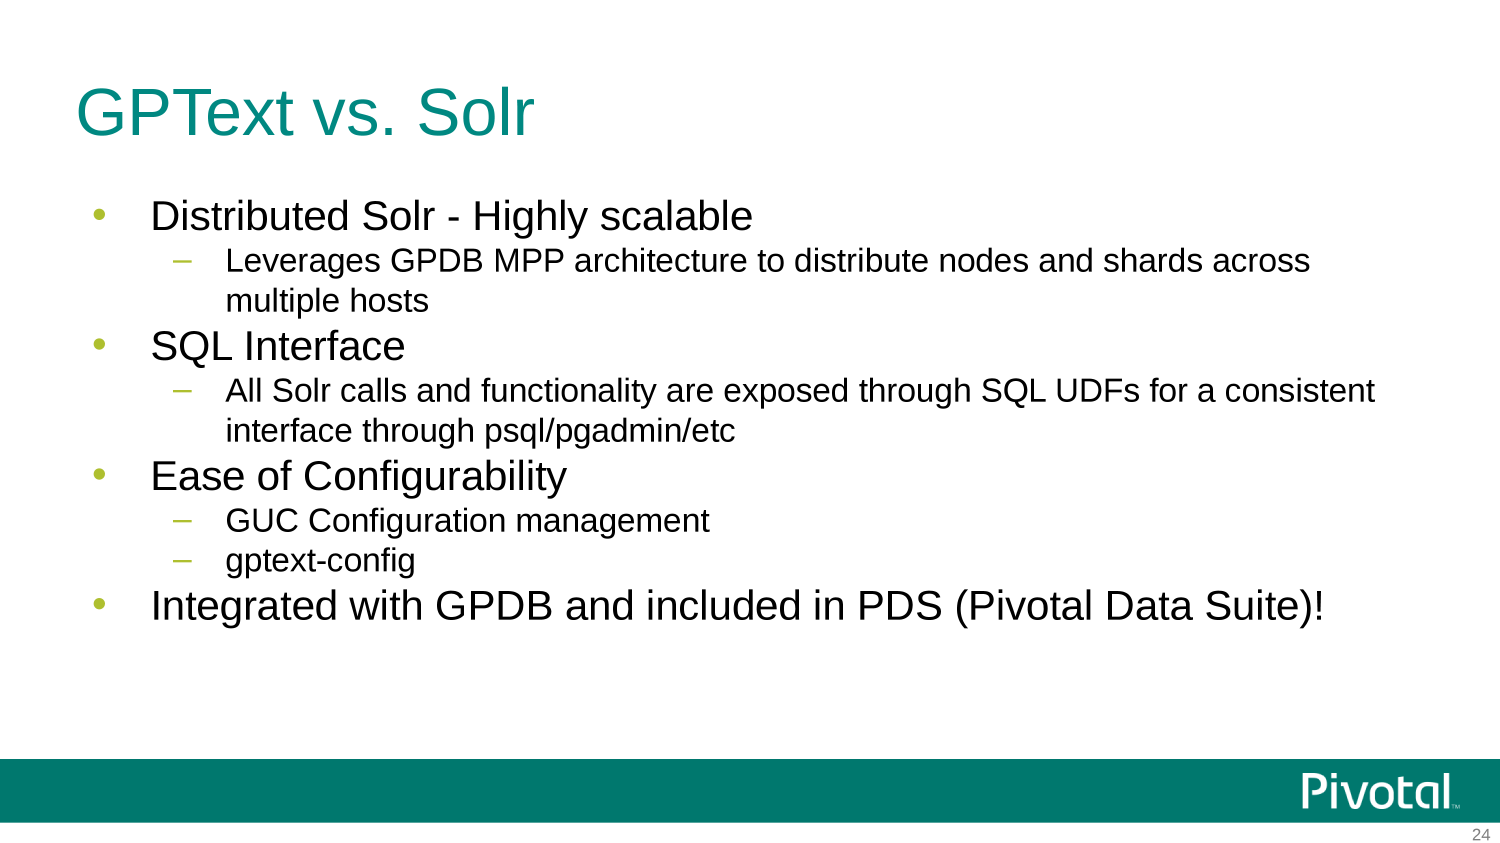 GPText vs. Solr
• Distributed Solr - Highly scalable
– Leverages GPDB MPP architecture to distribute nodes and shards across
multiple hosts
• SQL Interface
– All Solr calls and functionality are exposed through SQL UDFs for a consistent
interface through psql/pgadmin/etc
• Ease of Configurability
– GUC Configuration management
– gptext-config
• Integrated with GPDB and included in PDS (Pivotal Data Suite)!
Pivotal™
24